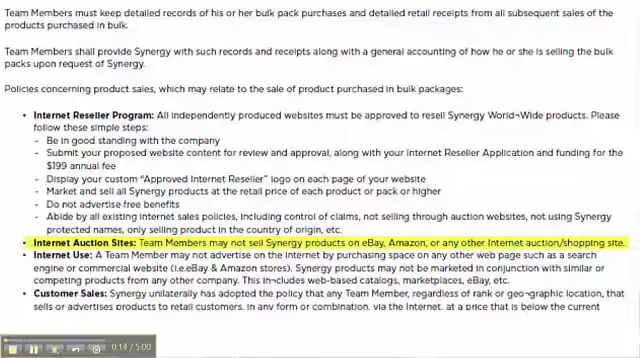 Team Members must keep detailed records of his or her bulk pack purchases and detailed retail receipts from all subsequent sales of the
products purchased in bulk.
Team Members shall provide Synergy with such records and receipts along with a general accounting of how he or she is selling the bulk
packs upon request of Synergy.
Policies concerning product sales, which may relate to the sale of product purchased in bulk packages:
• Internet Reseller Program: All independently produced websites must be approved to resell Synergy World¬Wide products. Please
follow these simple steps:
- Be in good standing with the company
- Submit your proposed website content for review and approval, along with your Internet Reseller Application and funding for the
$199 annual fee
- Display your custom "Approved Internet Reseller" logo on each page of your website
- Market and sell all Synergy products at the retail price of each product or pack or higher
- Do not advertise free benefits
- Abide by all existing internet sales policies, including control of claims, not selling through auction websites, not using Synergy
protected names, only selling product in the country of origin, etc.
• Internet Auction Sites: Team Members may not sell Synergy products on eBay, Amazon, or any other Internet auction/shopping site.
• Internet Use: A Team Member may not advertise on the Internet by purchasing space on any other web page such as a search
engine or commercial website (i.e.eBay & Amazon stores). Synergy products may not be marketed in conjunction with similar or
competing products from any other company. This in¬cludes web-based catalogs, marketplaces, eBay, etc.
• Customer Sales: Synergy unilaterally has adopted the policy that any Team Member, regardless of rank or geo¬graphic location, that
sells or advertises products to retail customers, in any form or combination, via the Internet, at a price that is below the current
0:17 / 5:00